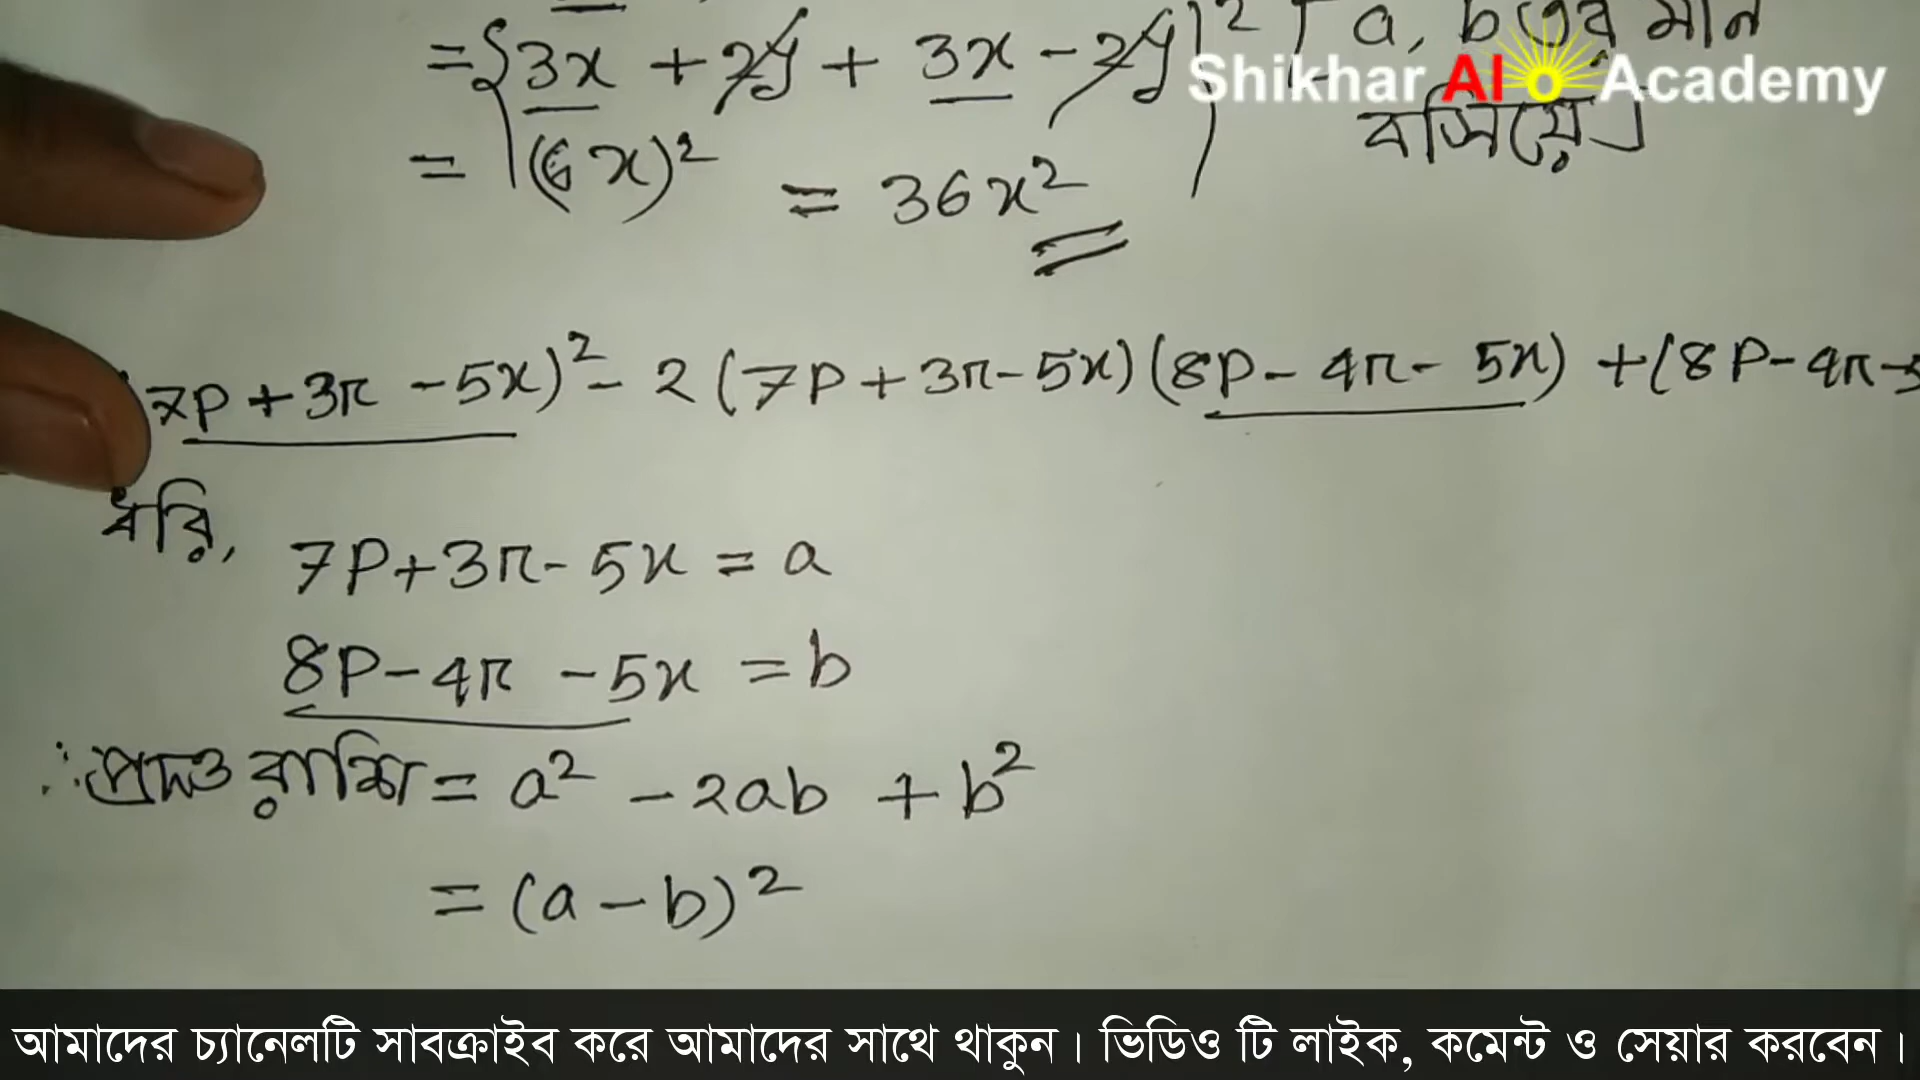 = {3x + 2y + 3x - 2y}² [a, b এর মান
Shikhar Alo Academy
= (6x)² = 36x² বসিয়ে]
(7p + 3r - 5x)² - 2(7p + 3r - 5x)(8p - 4r - 5x) + (8p - 4r - 5
ধরি, 7p + 3r - 5x = a
8p - 4r - 5x = b
∴ প্রদত্ত রাশি = a² - 2ab + b²
= (a - b)²
আমাদের চ্যানেলটি সাবক্রাইব করে আমাদের সাথে থাকুন। ভিডিও টি লাইক, কমেন্ট ও সেয়ার করবেন।